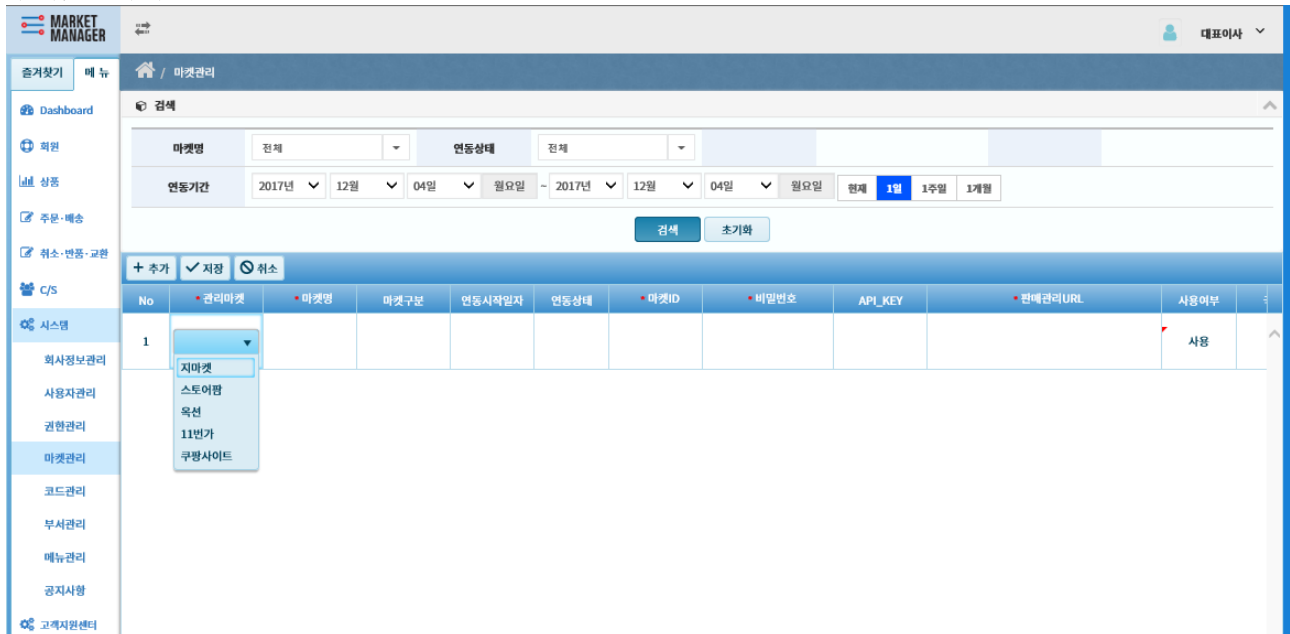 MARKET
MANAGER
대표이사
즐겨찾기 메 뉴
/ 마켓관리
Dashboard
회원
상품
주문·배송
취소·반품·교환
C/S
시스템
회사정보관리
사용자관리
권한관리
마켓관리
코드관리
부서관리
메뉴관리
공지사항
고객지원센터
검색
마켓명 전체 연동상태 전체
연동기간 2017년 12월 04일 월요일 ~ 2017년 12월 04일 월요일 현재 1일 1주일 1개월
검색 초기화
+ 추가 저장 취소
No •관리마켓 •마켓명 마켓구분 연동시작일자 연동상태 •마켓ID •비밀번호 API_KEY •판매관리URL 사용여부
1 사용
지마켓
스토어팜
옥션
11번가
쿠팡사이트